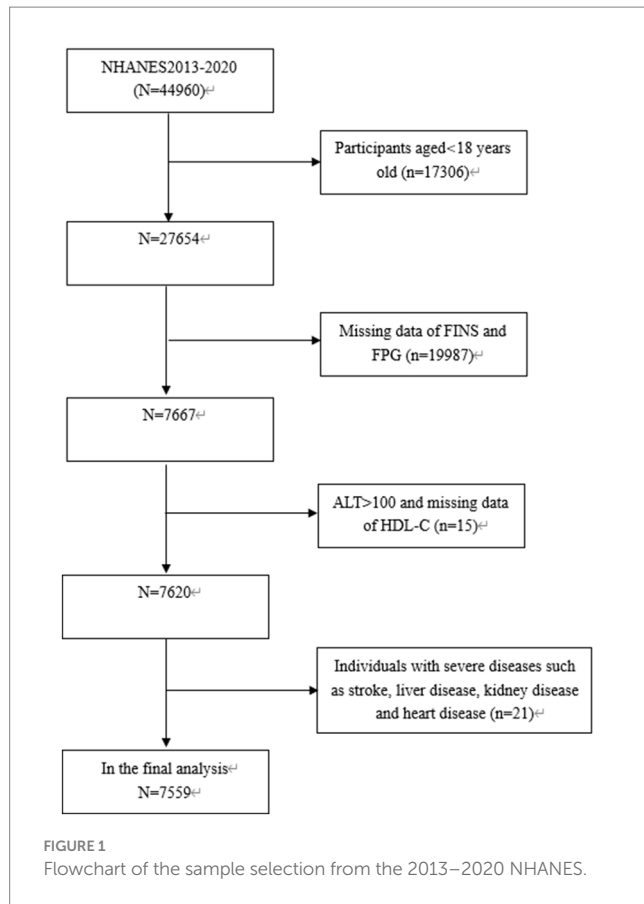 NHANES2013-2020
(N=44960)↵
Participants aged<18 years
old (n=17306)↵
N=27654↵
Missing data of FINS and
FPG (n=19987)↵
N=7667↵
ALT>100 and missing data
of HDL-C (n=15)↵
N=7620↵
Individuals with severe diseases such
as stroke, liver disease, kidney disease
and heart disease (n=21)↵
In the final analysis↵
N=7559↵
FIGURE 1
Flowchart of the sample selection from the 2013–2020 NHANES.